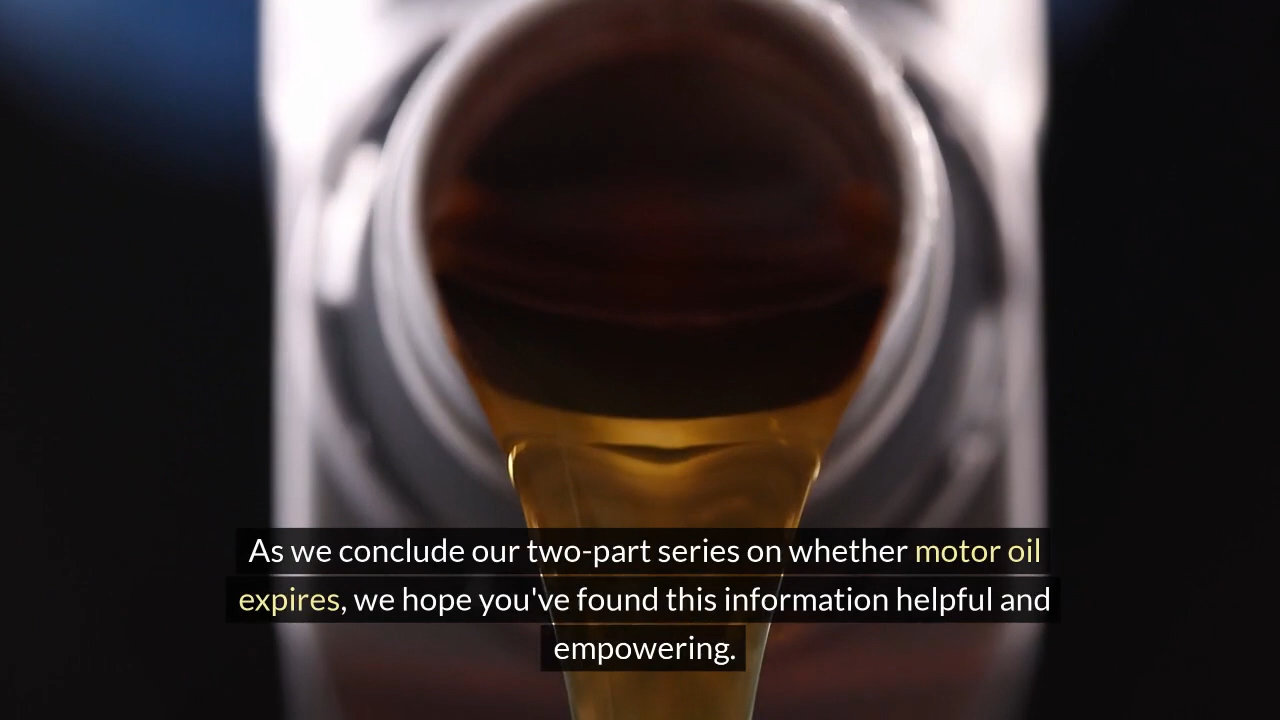 As we conclude our two-part series on whether motor oil
expires, we hope you've found this information helpful and
empowering.